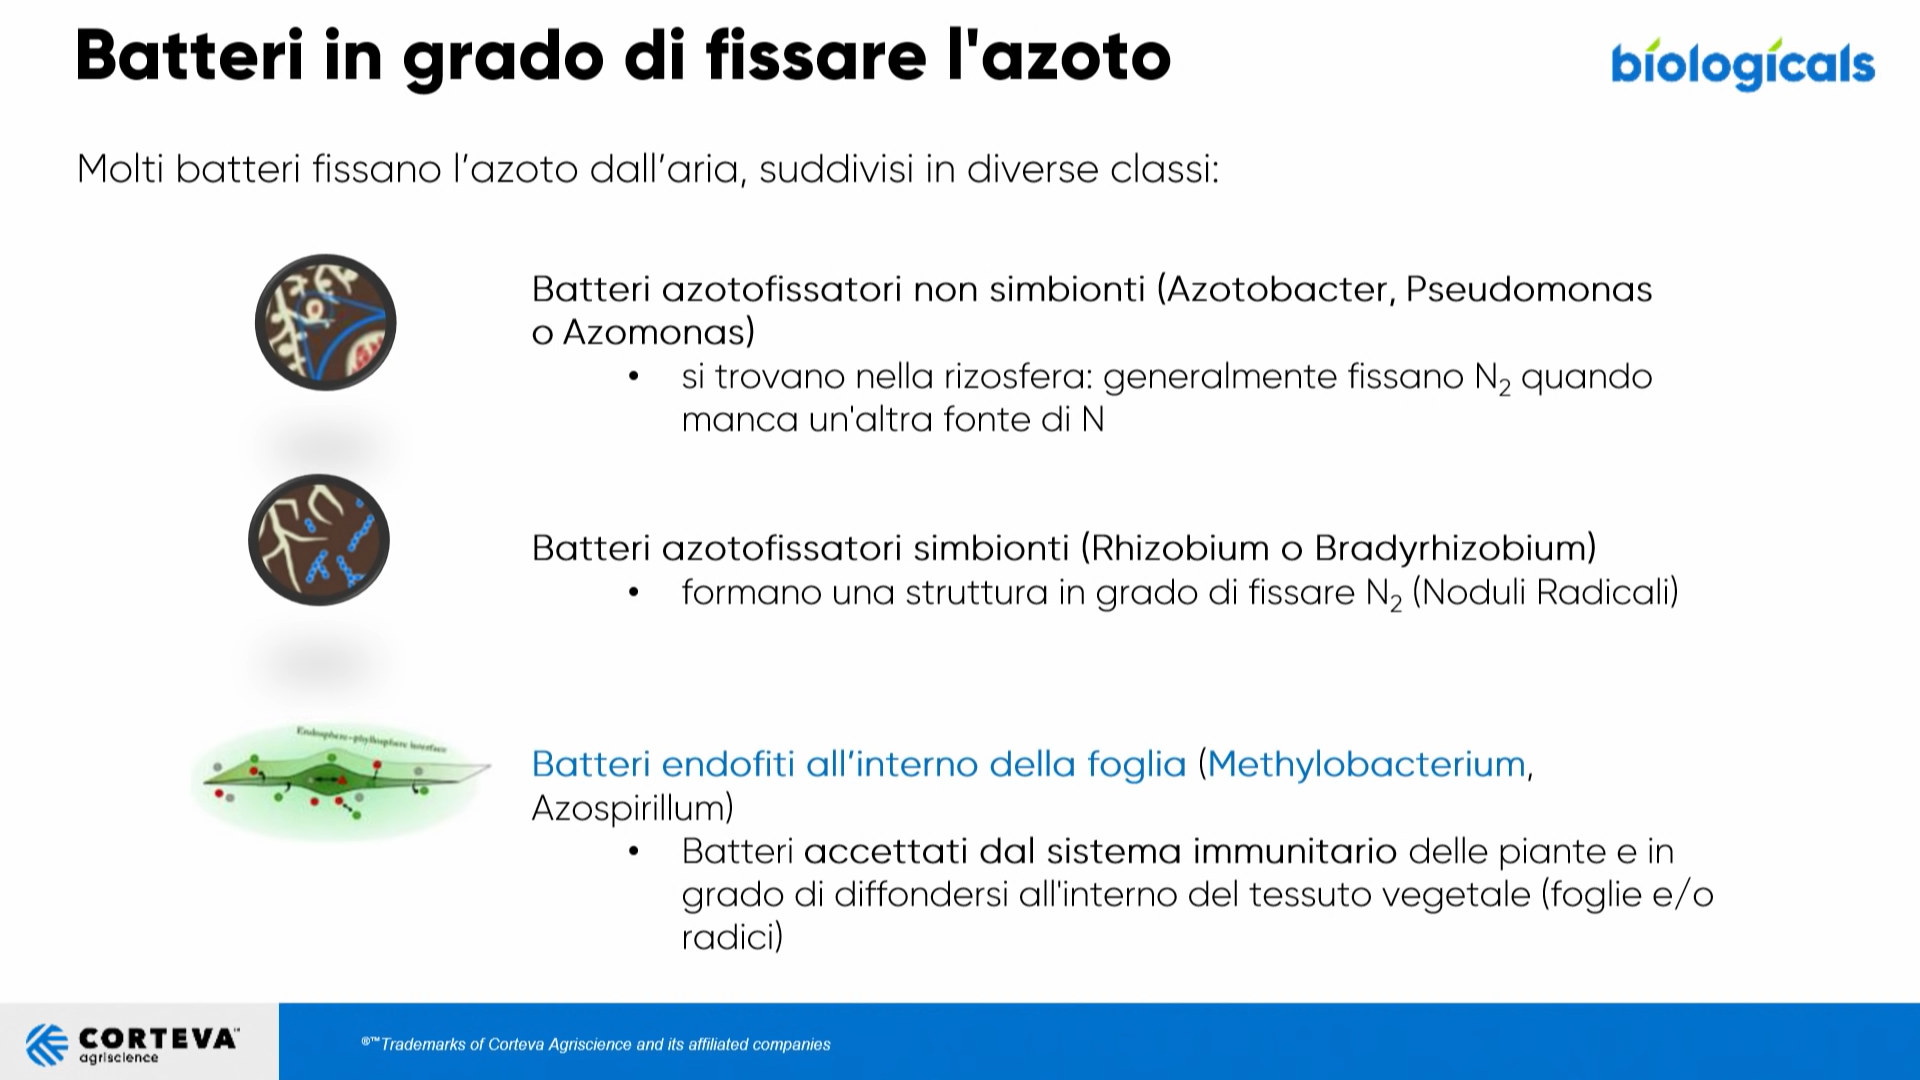 Batteri in grado di fissare l'azoto
biologicals
Molti batteri fissano l’azoto dall’aria, suddivisi in diverse classi:
Batteri azotofissatori non simbionti (Azotobacter, Pseudomonas
o Azomonas)
• si trovano nella rizosfera: generalmente fissano N₂ quando
manca un'altra fonte di N
Batteri azotofissatori simbionti (Rhizobium o Bradyrhizobium)
• formano una struttura in grado di fissare N₂ (Noduli Radicali)
Endosphere-phyllosphere interface
Batteri endofiti all’interno della foglia (Methylobacterium,
Azospirillum)
• Batteri accettati dal sistema immunitario delle piante e in
grado di diffondersi all'interno del tessuto vegetale (foglie e/o
radici)
CORTEVA™
agriscience
®™Trademarks of Corteva Agriscience and its affiliated companies